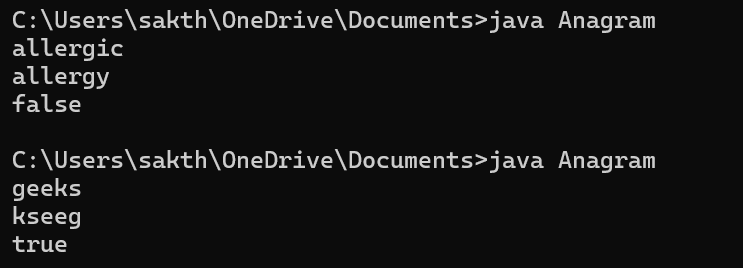 C:\Users\sakth\OneDrive\Documents>java Anagram
allergic
allergy
false
C:\Users\sakth\OneDrive\Documents>java Anagram
geeks
kseeg
true